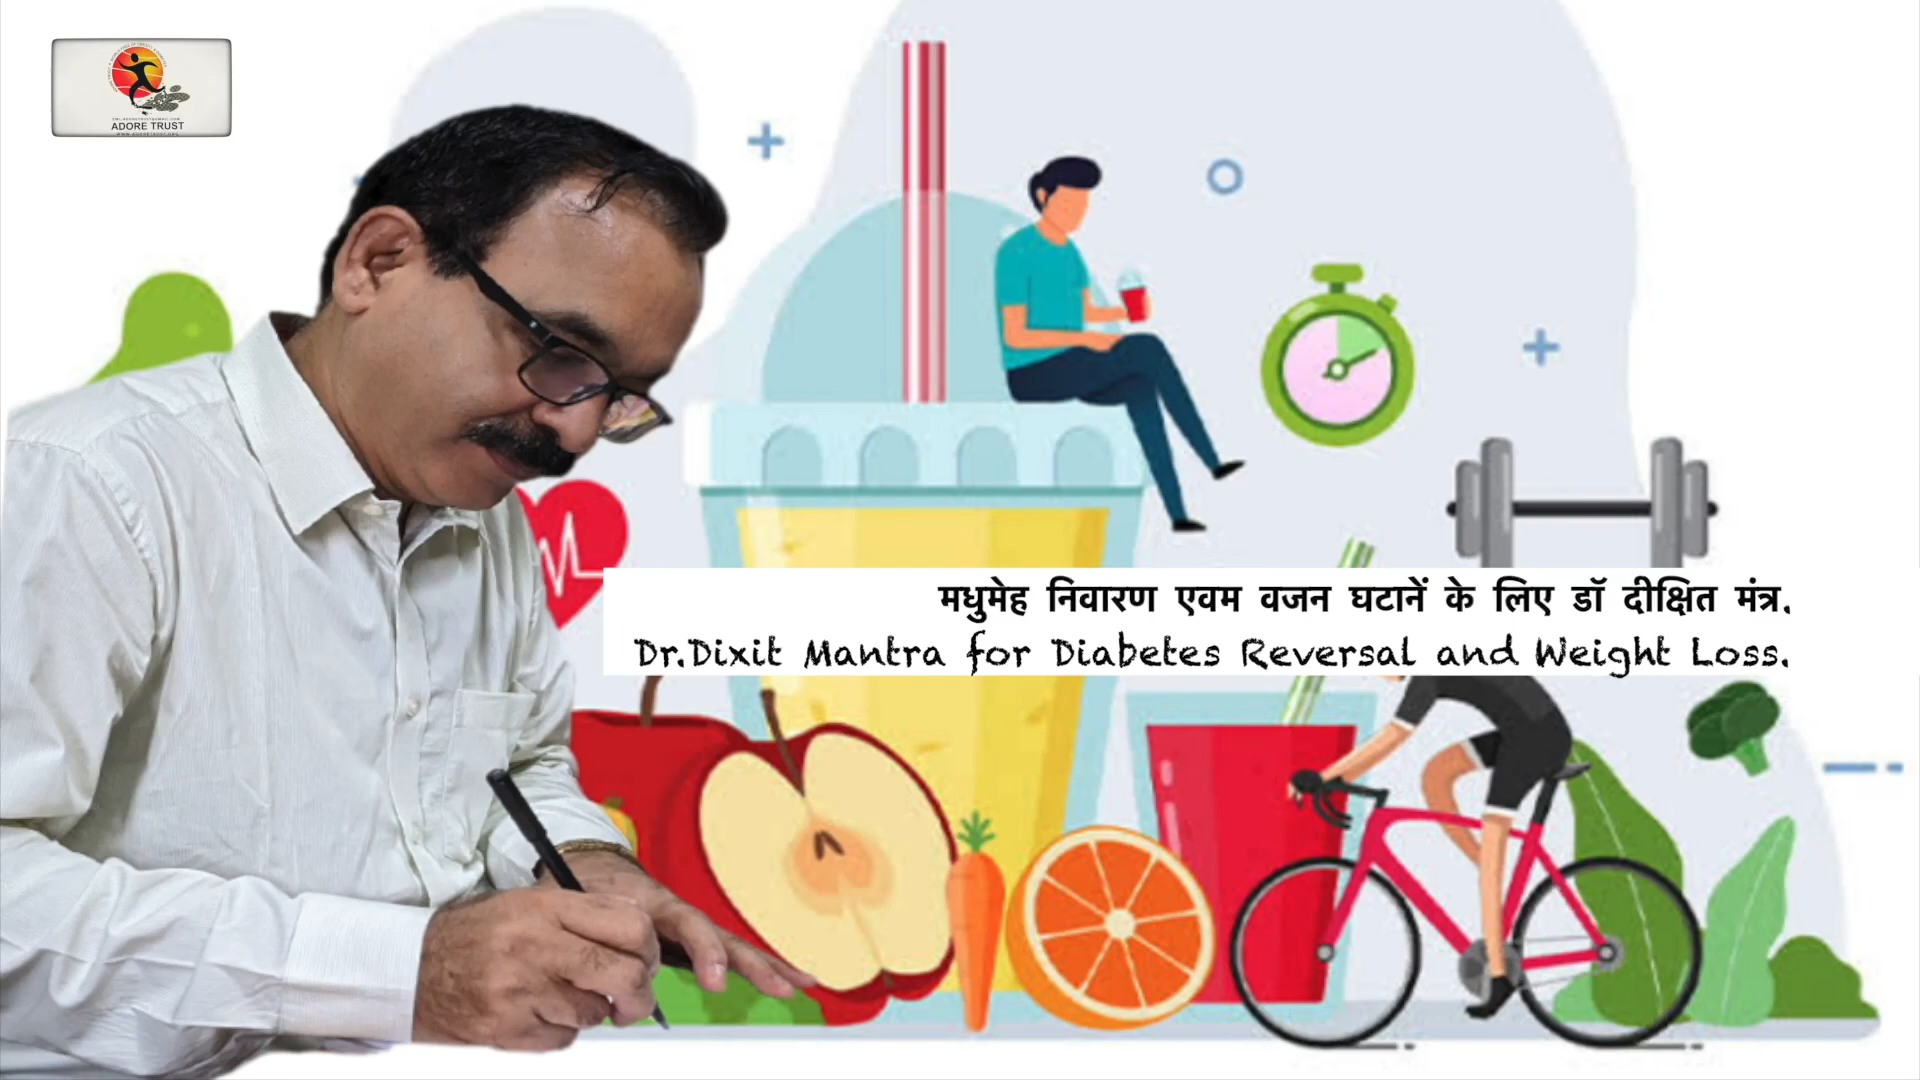 ADORE TRUST
मधुमेह निवारण एवम वजन घटानें के लिए डॉ दीक्षित मंत्र.
Dr.Dixit Mantra for Diabetes Reversal and Weight Loss.